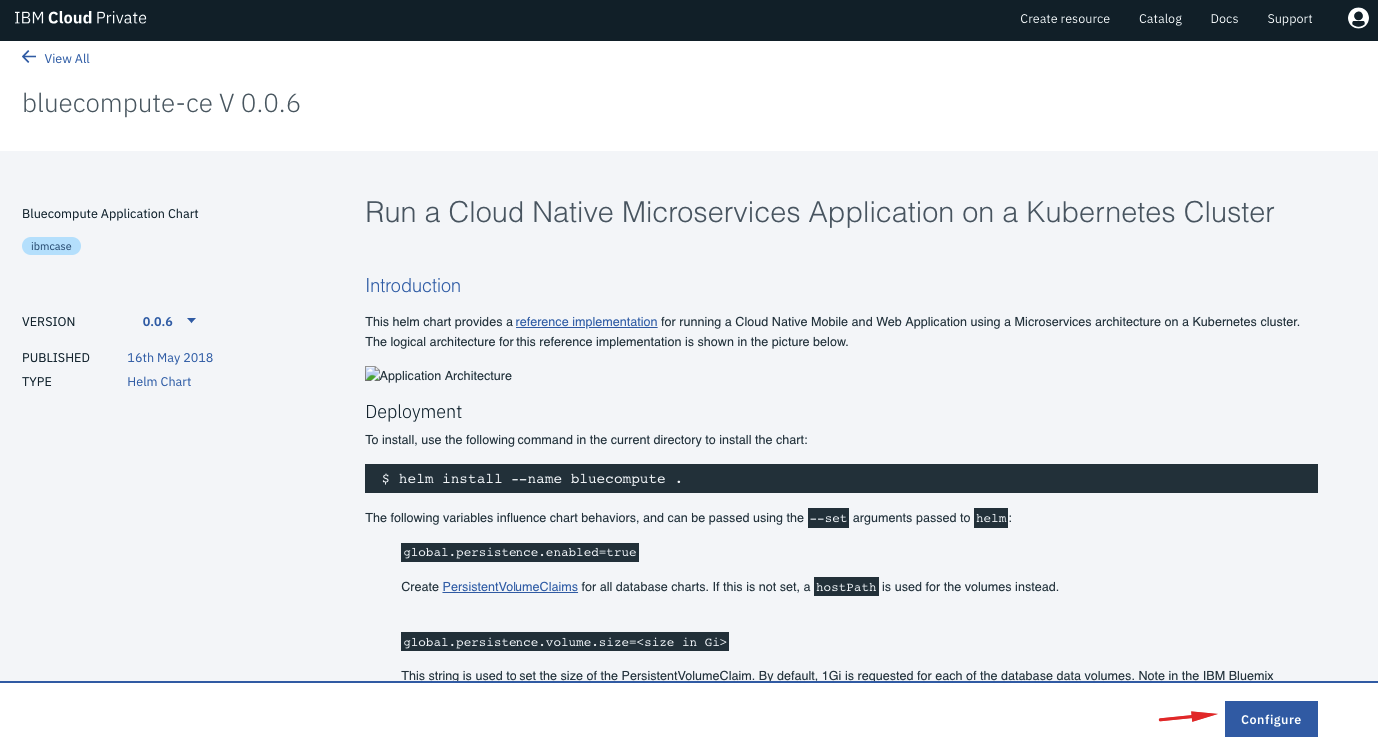 IBM Cloud Private
Create resource
Catalog
Docs
Support
View All
bluecompute-ce V 0.0.6
Bluecompute Application Chart
ibmcase
VERSION 0.0.6
PUBLISHED 16th May 2018
TYPE Helm Chart
Run a Cloud Native Microservices Application on a Kubernetes Cluster
Introduction
This helm chart provides a reference implementation for running a Cloud Native Mobile and Web Application using a Microservices architecture on a Kubernetes cluster.
The logical architecture for this reference implementation is shown in the picture below.
Application Architecture
Deployment
To install, use the following command in the current directory to install the chart:
$ helm install --name bluecompute .
The following variables influence chart behaviors, and can be passed using the --set arguments passed to helm:
global.persistence.enabled=true
Create PersistentVolumeClaims for all database charts. If this is not set, a hostPath is used for the volumes instead.
global.persistence.volume.size=<size in Gi>
This string is used to set the size of the PersistentVolumeClaim. By default, 1Gi is requested for each of the database data volumes. Note in the IBM Bluemix
Configure